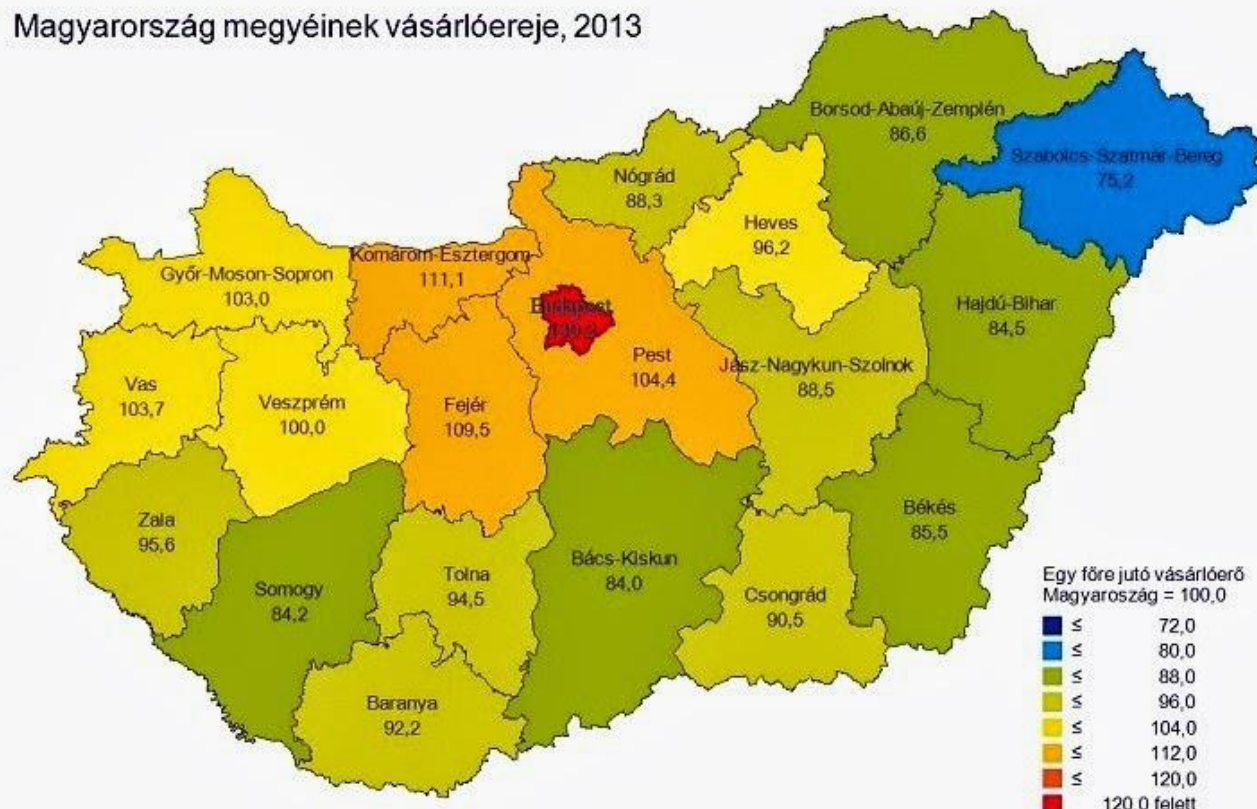 Magyarország megyéinek vásárlóereje, 2013
Borsod-Abaúj-Zemplén
86,6
Szabolcs-Szatmár-Bereg
75,2
Nógrád
88,3
Heves
96,2
Komárom-Esztergom
111,1
Győr-Moson-Sopron
103,0
Hajdú-Bihar
84,5
Budapest
Pest
104,4
Jász-Nagykun-Szolnok
88,5
Vas
103,7
Veszprém
100,0
Fejér
109,5
Zala
95,6
Békés
85,5
Bács-Kiskun
84,0
Tolna
94,5
Somogy
84,2
Csongrád
90,5
Baranya
92,2
Egy főre jutó vásárlóerő
Magyaroszág = 100,0
≤ 72,0
≤ 80,0
≤ 88,0
≤ 96,0
≤ 104,0
≤ 112,0
≤ 120,0
120,0 felett